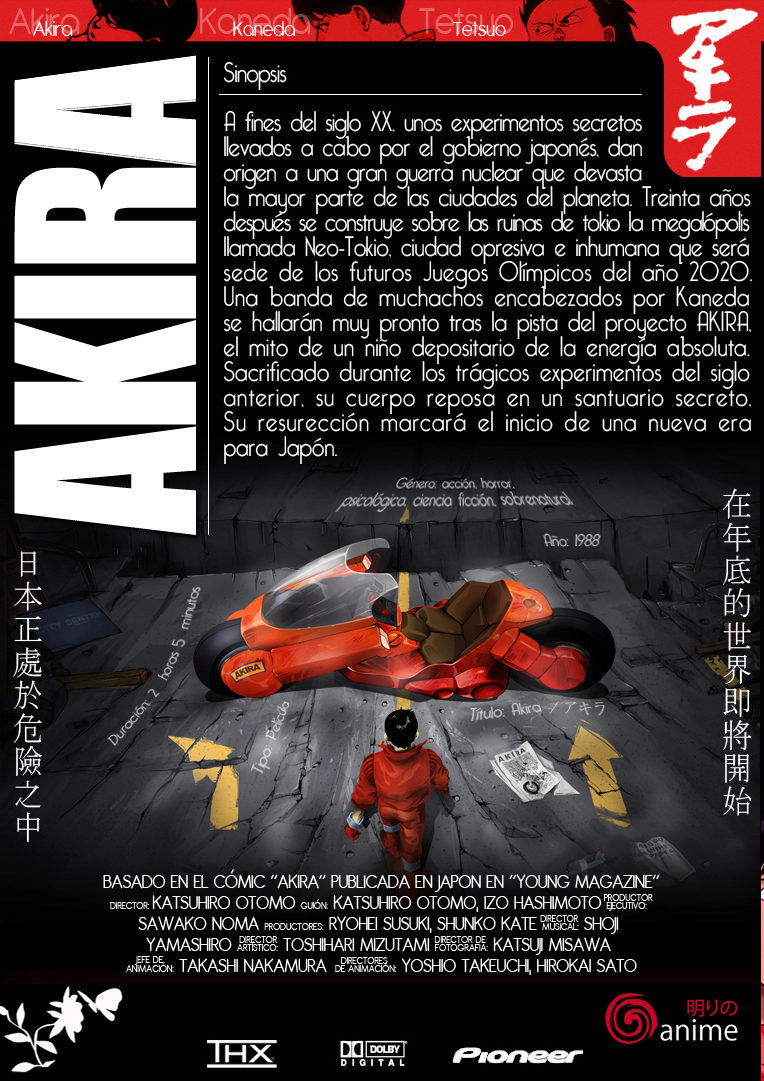 Akira Kaneda Tetsuo
Akira Kaneda Tetsuo
アキラ
AKIRA
Sinopsis
A fines del siglo XX, unos experimentos secretos
llevados a cabo por el gobierno japonés, dan
origen a una gran guerra nuclear que devasta
la mayor parte de las ciudades del planeta. Treinta años
después se construye sobre las ruinas de tokio la megalópolis
llamada Neo-Tokio, ciudad opresiva e inhumana que será
sede de los futuros Juegos Olímpicos del año 2020.
Una banda de muchachos encabezados por Kaneda
se hallarán muy pronto tras la pista del proyecto AKIRA,
el mito de un niño depositario de la energía absoluta.
Sacrificado durante los trágicos experimentos del siglo
anterior, su cuerpo reposa en un santuario secreto.
Su resurección marcará el inicio de una nueva era
para Japón.
Género: acción, horror,
psicológica, ciencia ficción, sobrenatural
Año: 1988
在年底的世界即將開始
日本正處於危險之中
Duración: 2 horas 5 minutos
Tipo: Película
Título: Akira / アキラ
AKIRA
AKIRA
BASADO EN EL CÓMIC "AKIRA" PUBLICADA EN JAPON EN "YOUNG MAGAZINE"
DIRECTOR: KATSUHIRO OTOMO GUIÓN: KATSUHIRO OTOMO, IZO HASHIMOTO PRODUCTOR EJECUTIVO:
SAWAKO NOMA PRODUCTORES: RYOHEI SUSUKI, SHUNKO KATE DIRECTOR MUSICAL: SHOJI
YAMASHIRO DIRECTOR ARTÍSTICO: TOSHIHARI MIZUTAMI DIRECTOR DE FOTOGRAFÍA: KATSUJI MISAWA
JEFE DE ANIMACIÓN: TAKASHI NAKAMURA DIRECTORES DE ANIMACIÓN: YOSHIO TAKEUCHI, HIROKAI SATO
明りの
anime
THX
DOLBY
DIGITAL
Pioneer